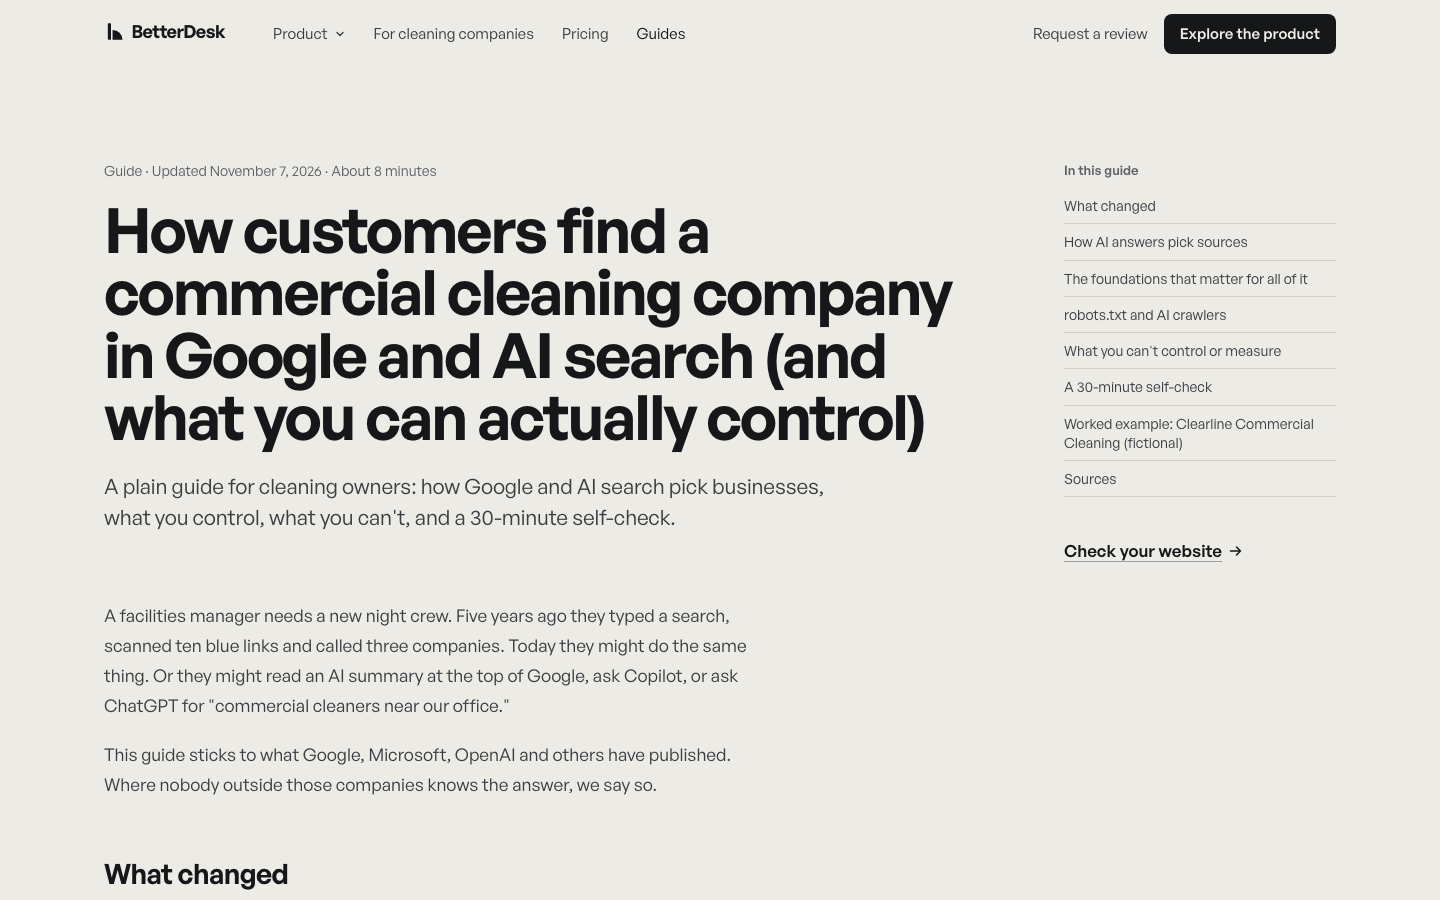 BetterDesk
Product
For cleaning companies
Pricing
Guides
Request a review
Explore the product
Guide · Updated November 7, 2026 · About 8 minutes
How customers find a
commercial cleaning company
in Google and AI search (and
what you can actually control)
A plain guide for cleaning owners: how Google and AI search pick businesses,
what you control, what you can't, and a 30-minute self-check.
A facilities manager needs a new night crew. Five years ago they typed a search,
scanned ten blue links and called three companies. Today they might do the same
thing. Or they might read an AI summary at the top of Google, ask Copilot, or ask
ChatGPT for "commercial cleaners near our office."
This guide sticks to what Google, Microsoft, OpenAI and others have published.
Where nobody outside those companies knows the answer, we say so.
What changed
In this guide
What changed
How AI answers pick sources
The foundations that matter for all of it
robots.txt and AI crawlers
What you can't control or measure
A 30-minute self-check
Worked example: Clearline Commercial
Cleaning (fictional)
Sources
Check your website →